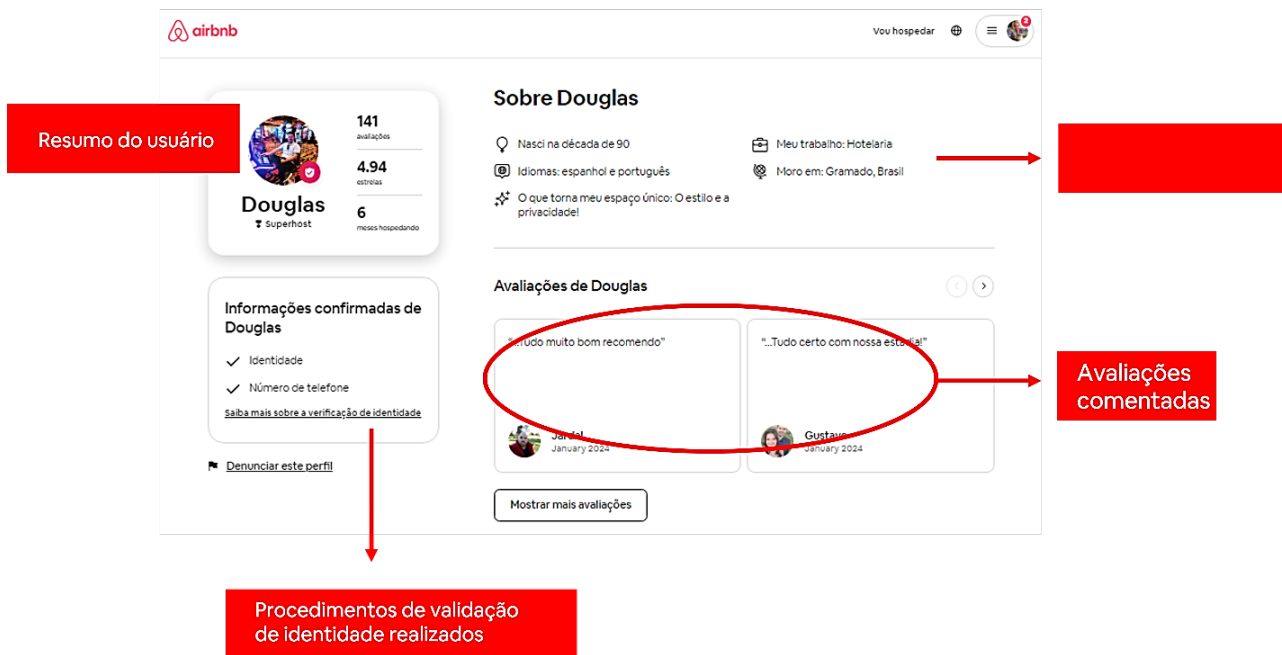 airbnb
Vou hospedar
2
Resumo do usuário
141
avaliações
4.94
estrelas
6
meses hospedando
Douglas
Superhost
Sobre Douglas
Nasci na década de 90
Meu trabalho: Hotelaria
Idiomas: espanhol e português
Moro em: Gramado, Brasil
O que torna meu espaço único: O estilo e a
privacidade!
Informações confirmadas de
Douglas
Identidade
Número de telefone
Saiba mais sobre a verificação de identidade
Denunciar este perfil
Avaliações de Douglas
“...Tudo muito bom recomendo”
“...Tudo certo com nossa estadia!”
January 2024
Gustavo
January 2024
Mostrar mais avaliações
Avaliações
comentadas
Procedimentos de validação
de identidade realizados